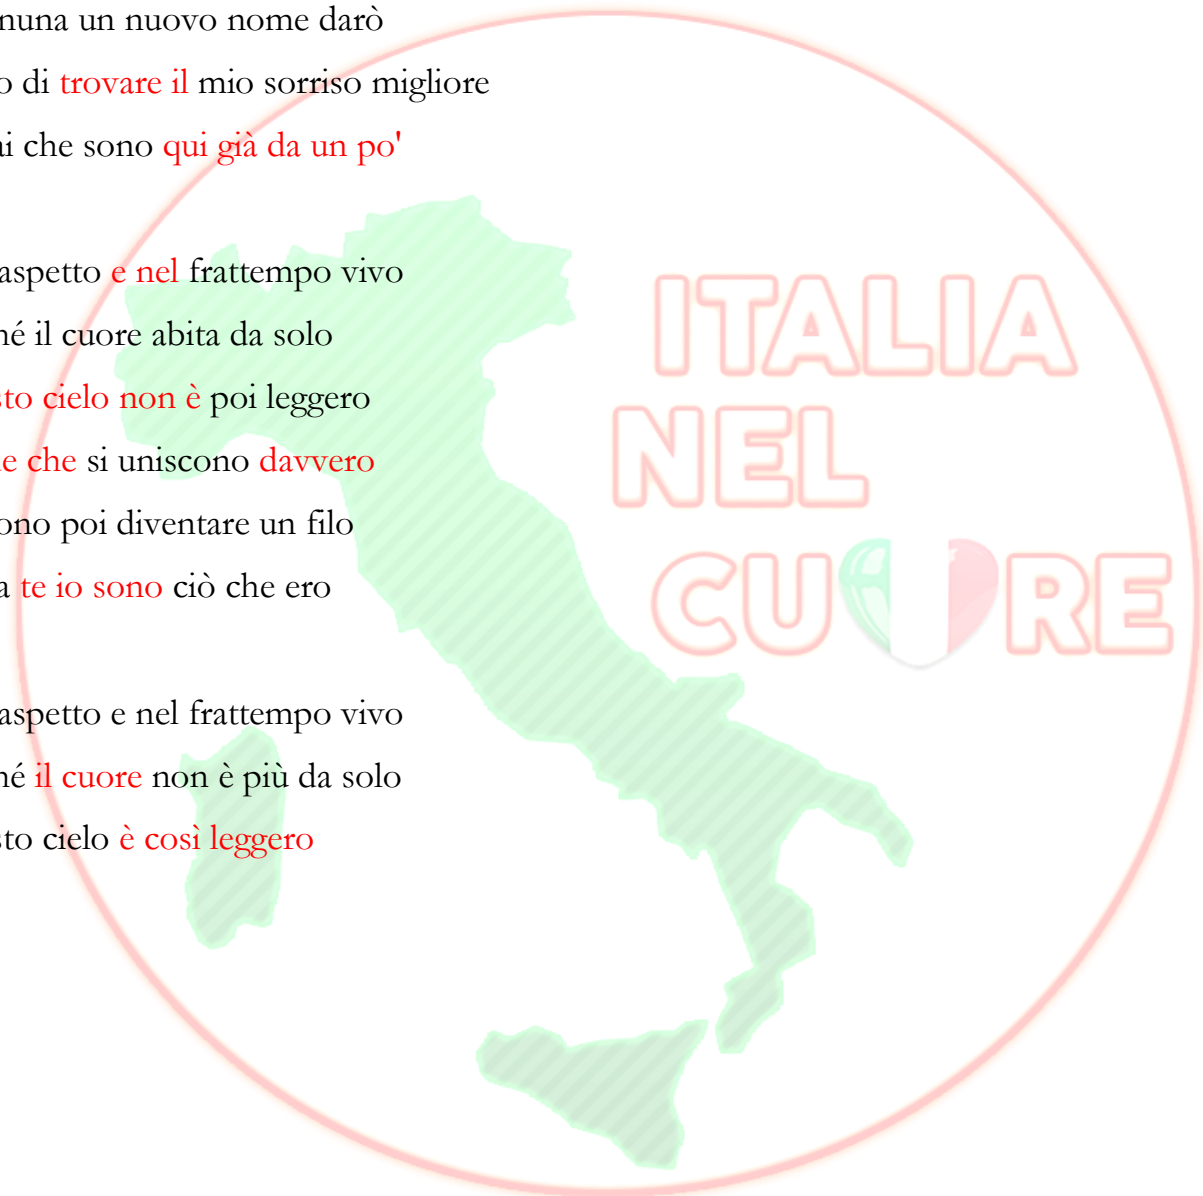 nuna un nuovo nome darò
o di trovare il mio sorriso migliore
ai che sono qui già da un po'
aspetto e nel frattempo vivo
né il cuore abita da solo
sto cielo non è poi leggero
e che si uniscono davvero
ono poi diventare un filo
a te io sono ciò che ero
aspetto e nel frattempo vivo
né il cuore non è più da solo
sto cielo è così leggero
ITALIA
NEL
CUORE